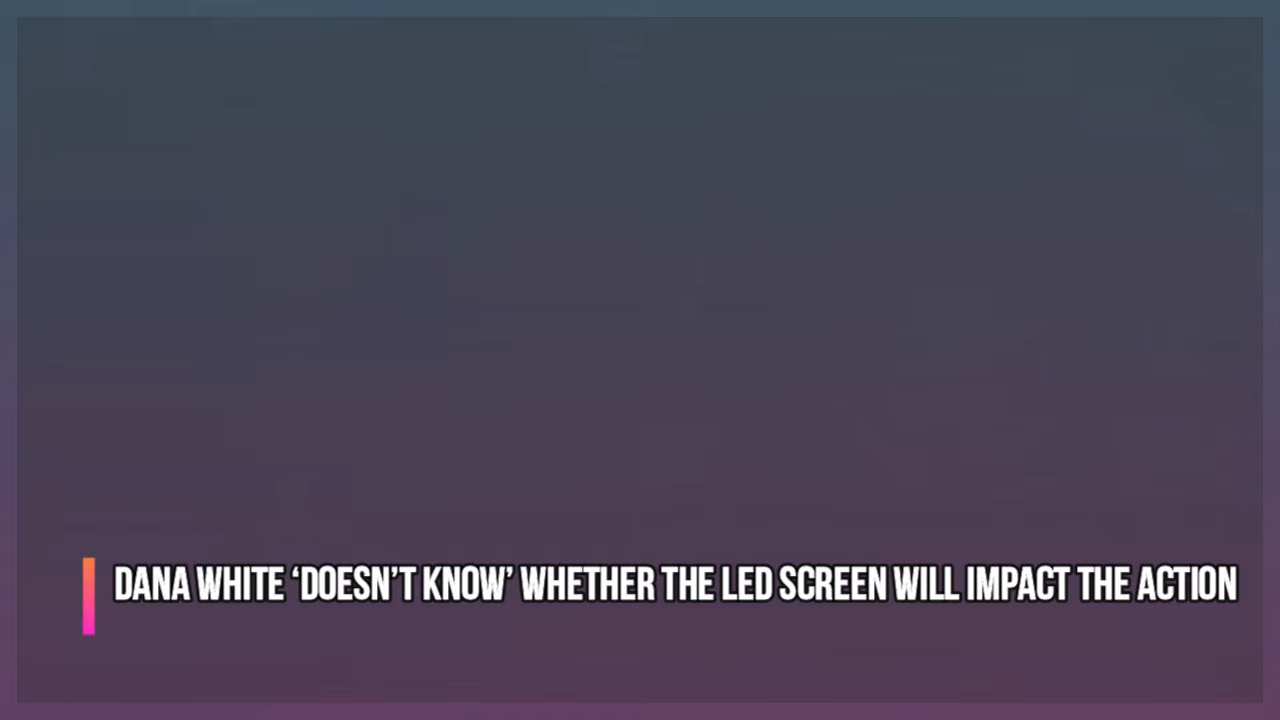 DANA WHITE ‘DOESN’T KNOW’ WHETHER THE LED SCREEN WILL IMPACT THE ACTION